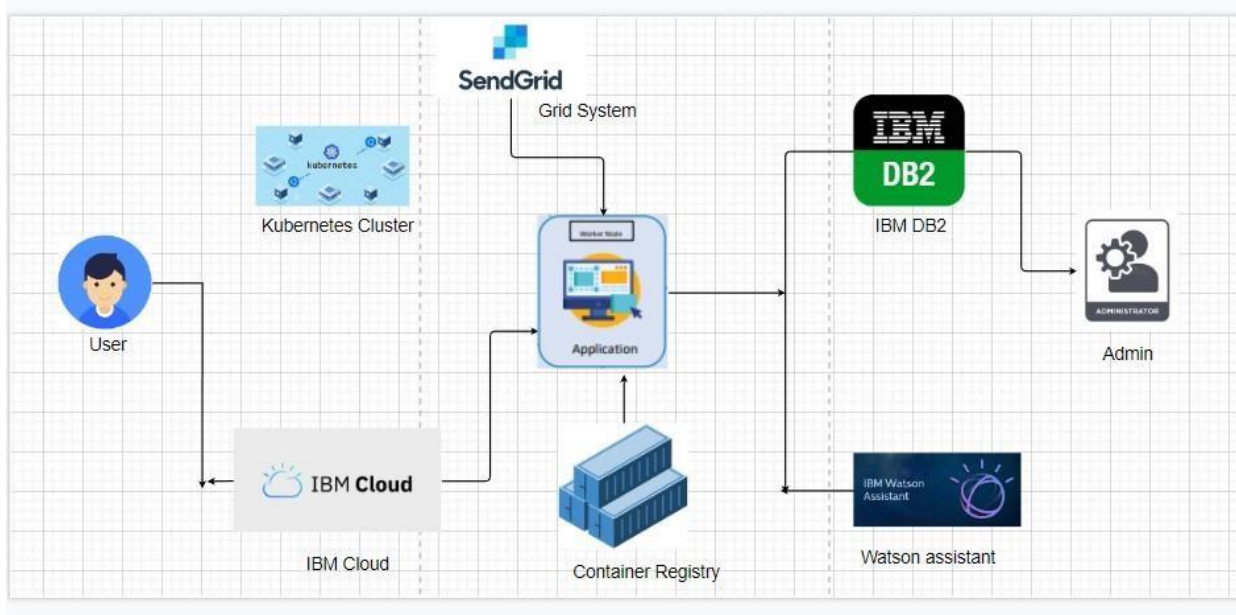 SendGrid
Grid System
kubernetes
Kubernetes Cluster
User
IBM Cloud
IBM Cloud
Worker Node
Application
Container Registry
IBM
DB2
IBM DB2
ADMINISTRATOR
Admin
IBM Watson
Assistant
Watson assistant